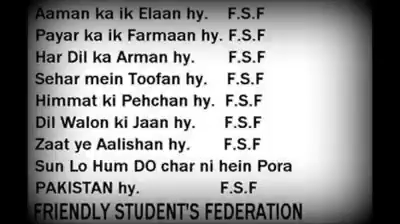 Aaman ka ik Elaan hy. F.S.F
Payar ka ik Farmaan hy. F.S.F
Har Dil ka Arman hy. F.S.F
Sehar mein Toofan hy. F.S.F
Himmat ki Pehchan hy. F.S.F
Dil Walon ki Jaan hy. F.S.F
Zaat ye Aalishan hy. F.S.F
Sun Lo Hum DO char ni hein Pora
PAKISTAN hy. F.S.F
FRIENDLY STUDENT'S FEDERATION